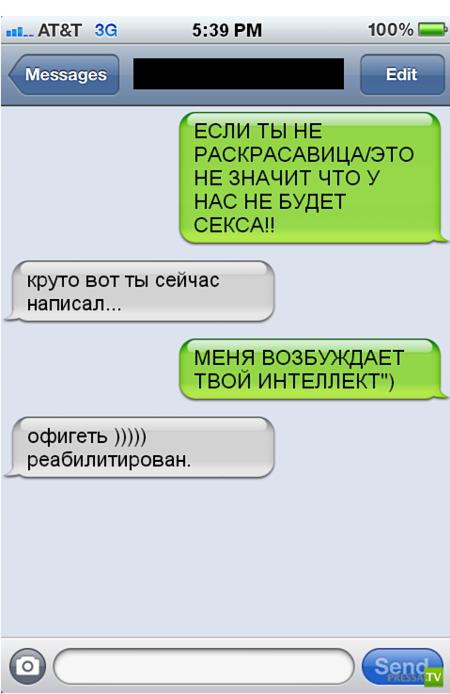 AT&T 3G 5:39 PM 100%
Messages Edit
ЕСЛИ ТЫ НЕ
РАСКРАСАВИЦА/ЭТО
НЕ ЗНАЧИТ ЧТО У
НАС НЕ БУДЕТ
СЕКСА!!
круто вот ты сейчас
написал...
МЕНЯ ВОЗБУЖДАЕТ
ТВОЙ ИНТЕЛЛЕКТ")
офигеть )))))
реабилитирован.
Send
PRESSA TV